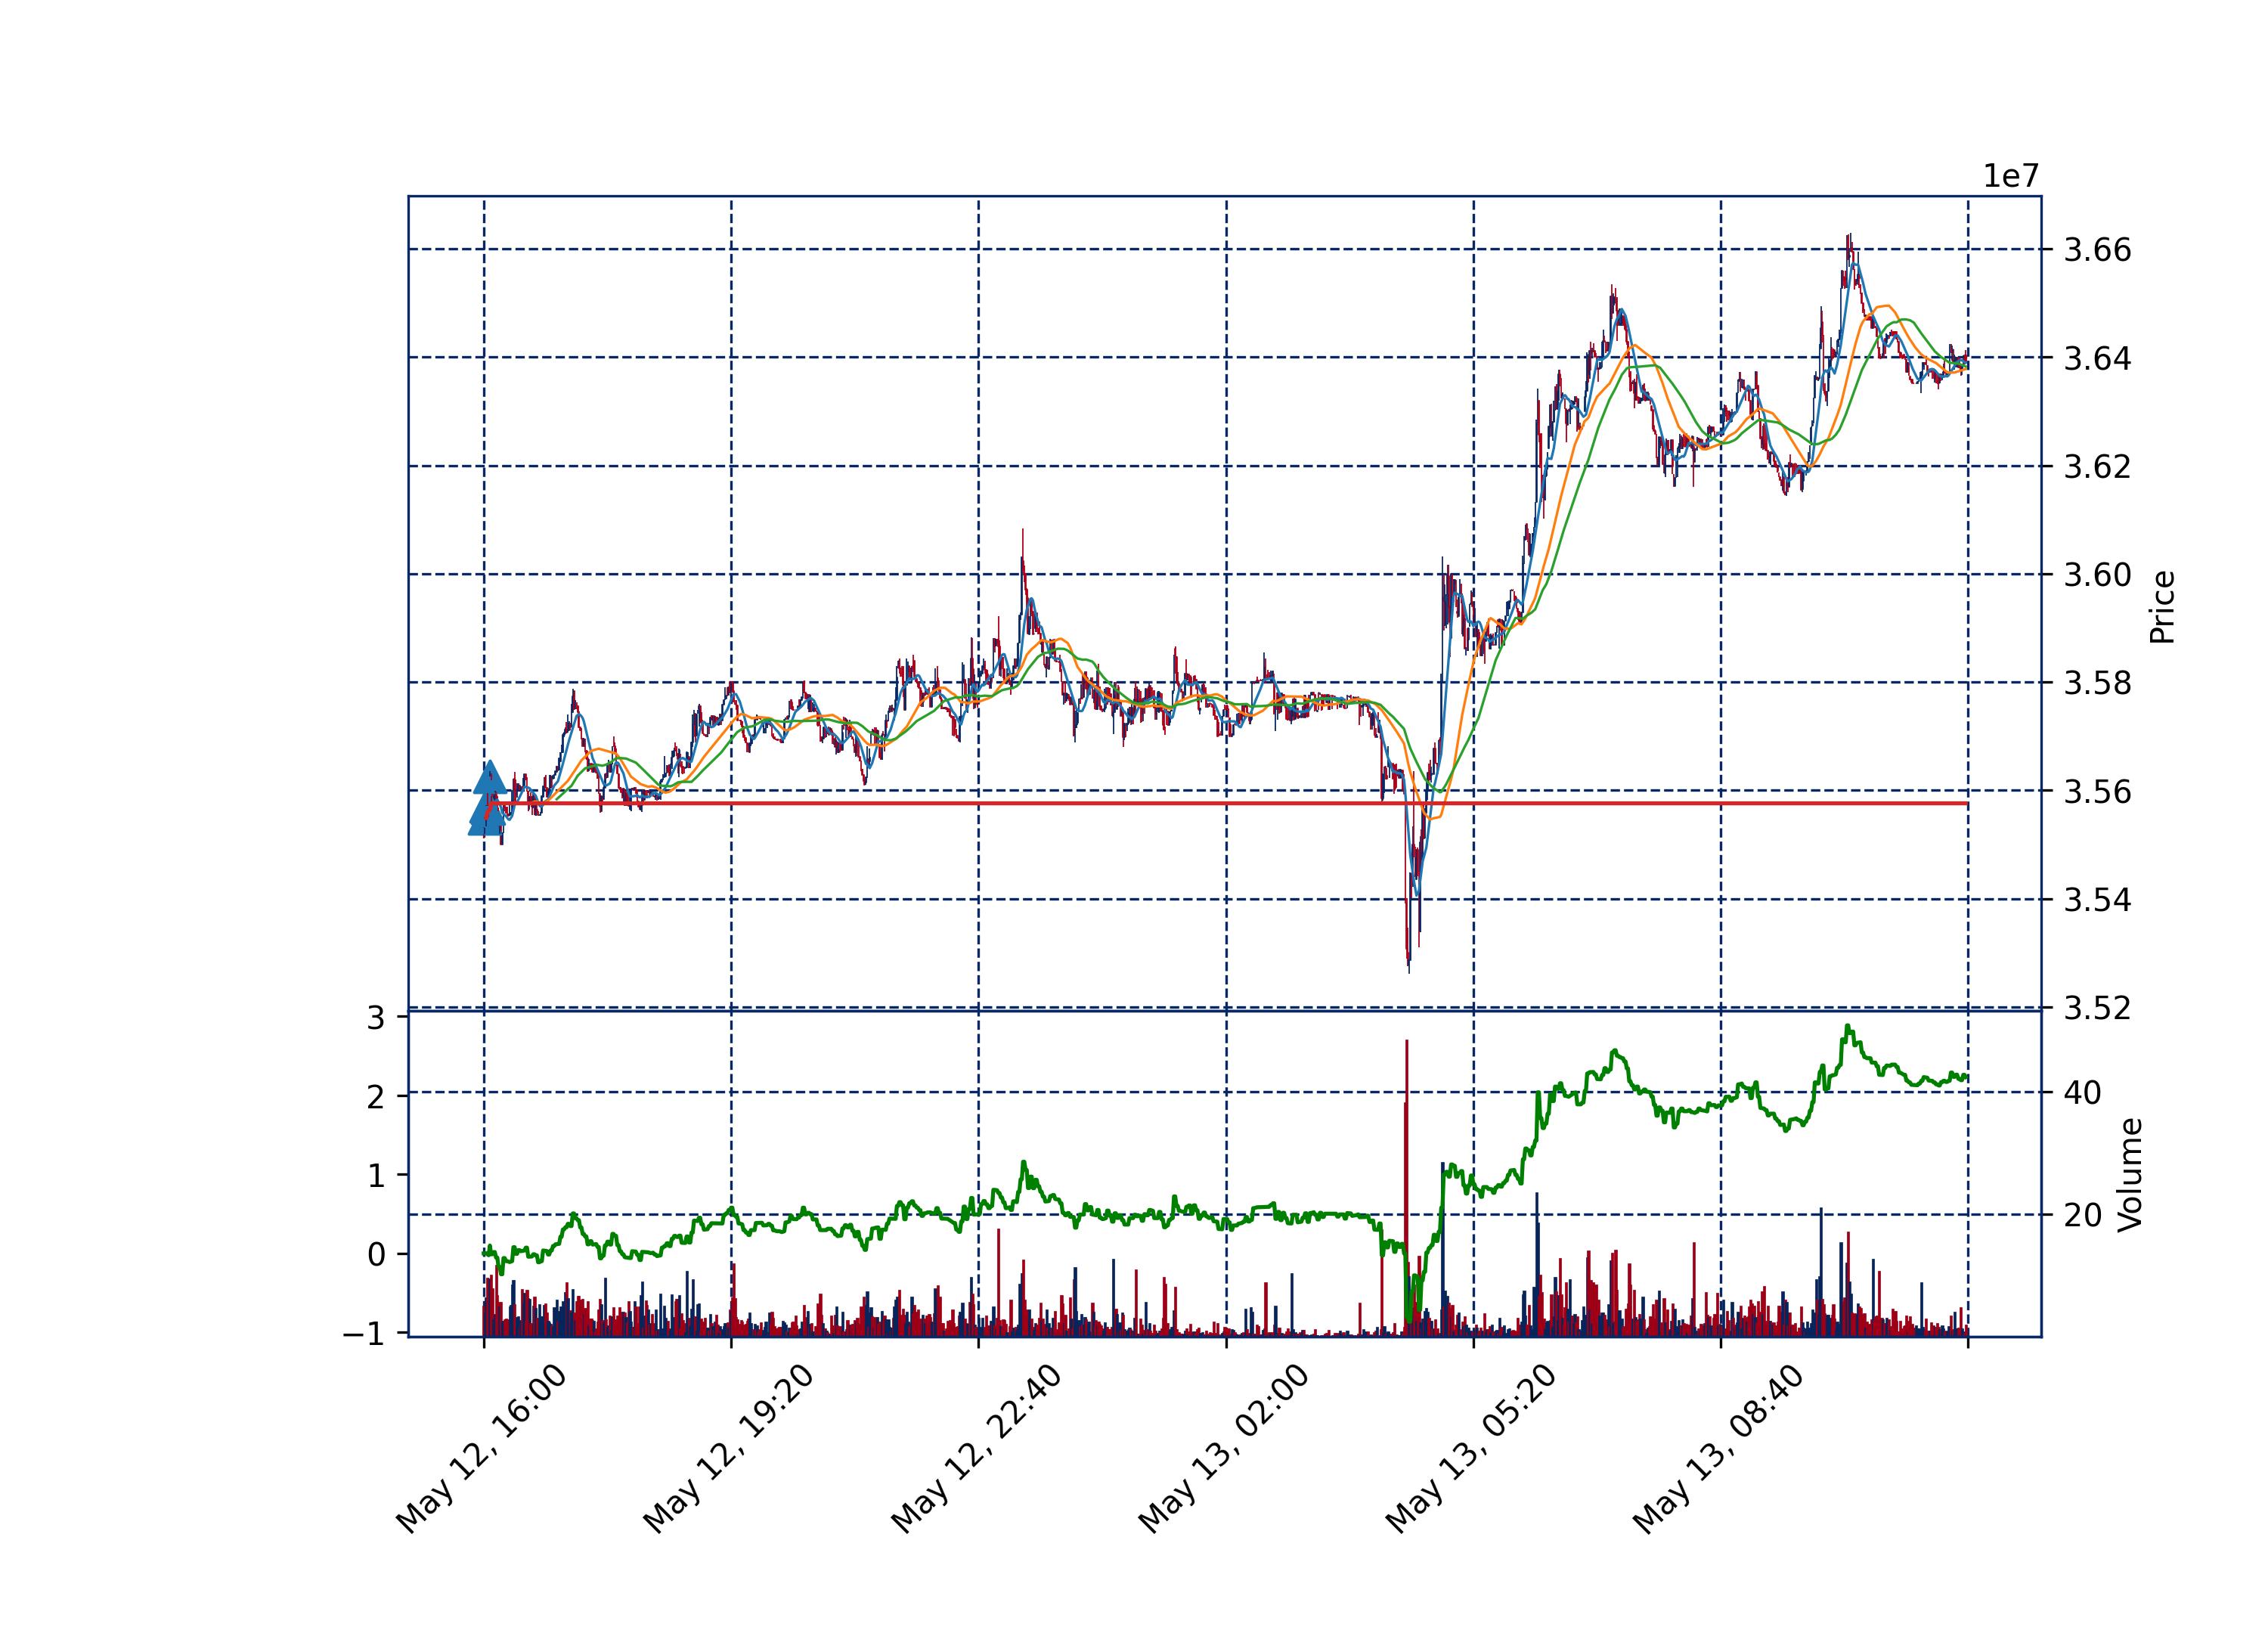 1e7
3.66
3.64
3.62
3.60
3.58
3.56
3.54
3.52
Price
3
2
1
0
−1
40
20
Volume
May 12, 16:00
May 12, 19:20
May 12, 22:40
May 13, 02:00
May 13, 05:20
May 13, 08:40